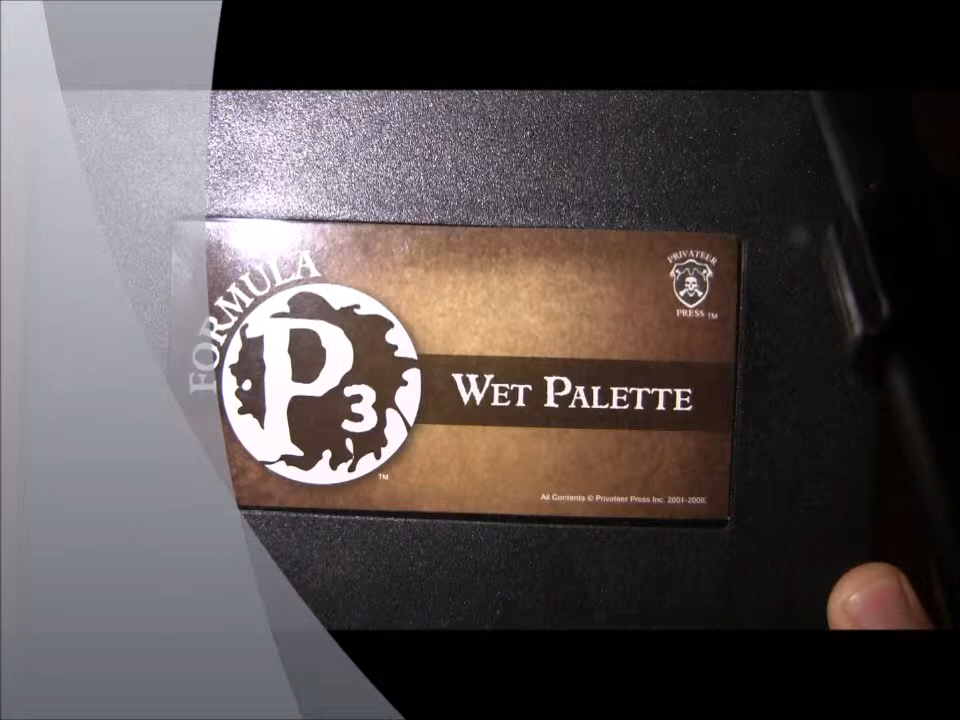 FORMULA
P3
™
PRIVATEER
PRESS ™
WET PALETTE
All Contents © Privateer Press Inc. 2001-2008.